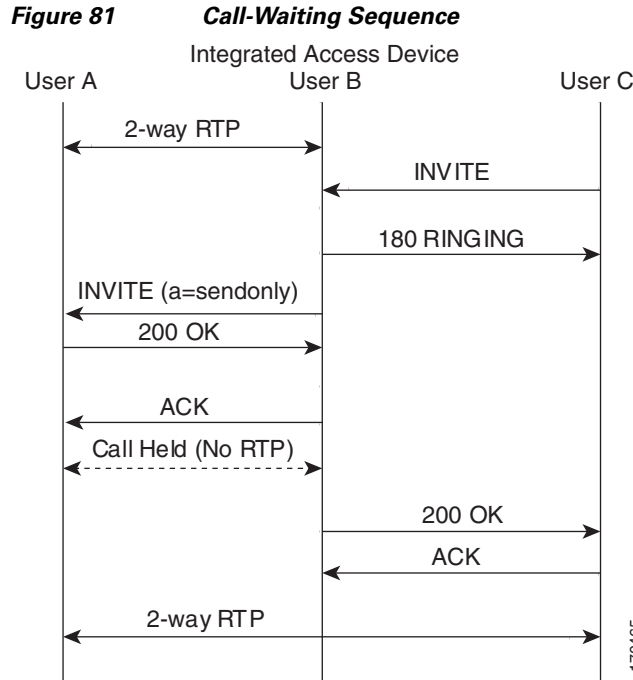 Figure 81 Call-Waiting Sequence
Integrated Access Device
User A User B User C
2-way RTP
INVITE
180 RINGING
INVITE (a=sendonly)
200 OK
ACK
Call Held (No RTP)
200 OK
ACK
2-way RTP